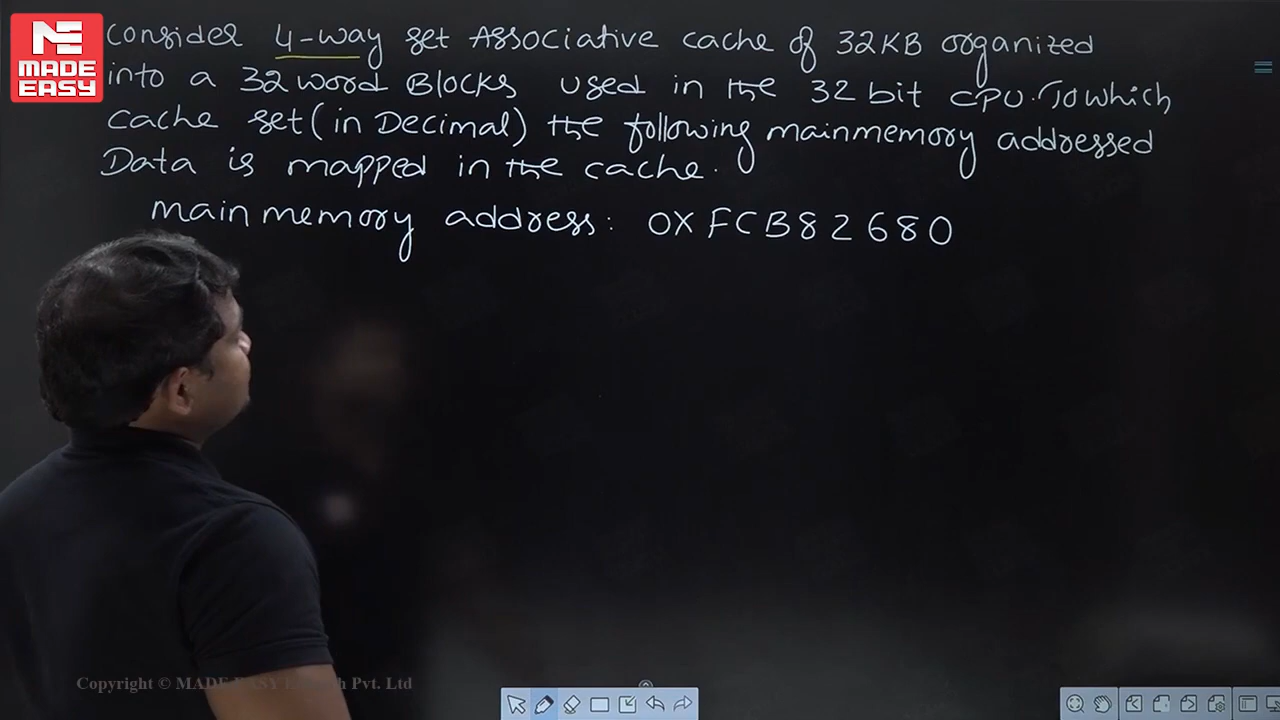 ME
MADE
EASY
Consider 4-way set Associative cache of 32KB organized
into a 32 word Blocks used in the 32 bit CPU. To which
cache set (in Decimal) the following mainmemory addressed
Data is mapped in the cache.
main memory address: 0X FCB82680
Copyright © MADE EASY Pvt. Ltd